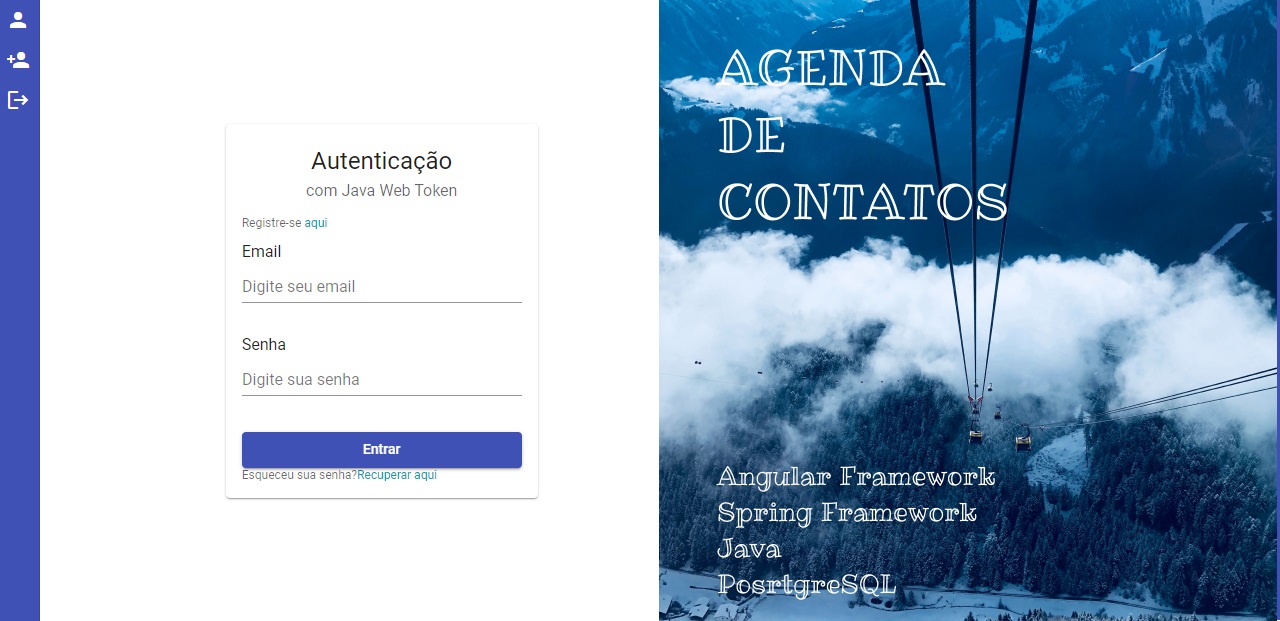 Autenticação
com Java Web Token
Registre-se aqui
Email
Digite seu email
Senha
Digite sua senha
Entrar
Esqueceu sua senha?Recuperar aqui
AGENDA
DE
CONTATOS
Angular Framework
Spring Framework
Java
PosrtgreSQL